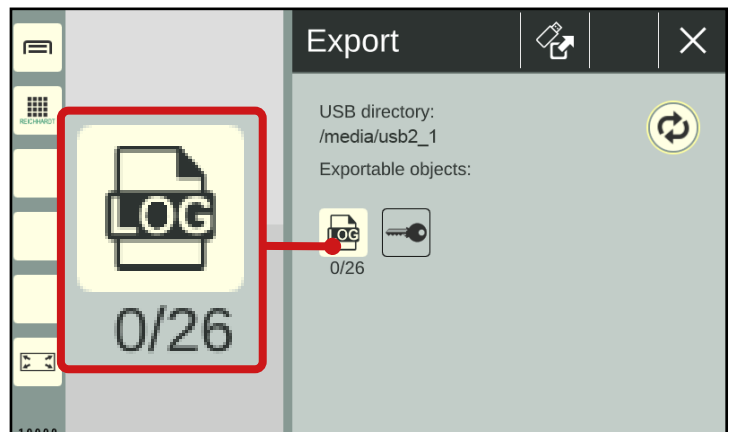 Export
REICHHARDT
USB directory:
/media/usb2_1
Exportable objects:
LOG
0/26
LOG
0/26